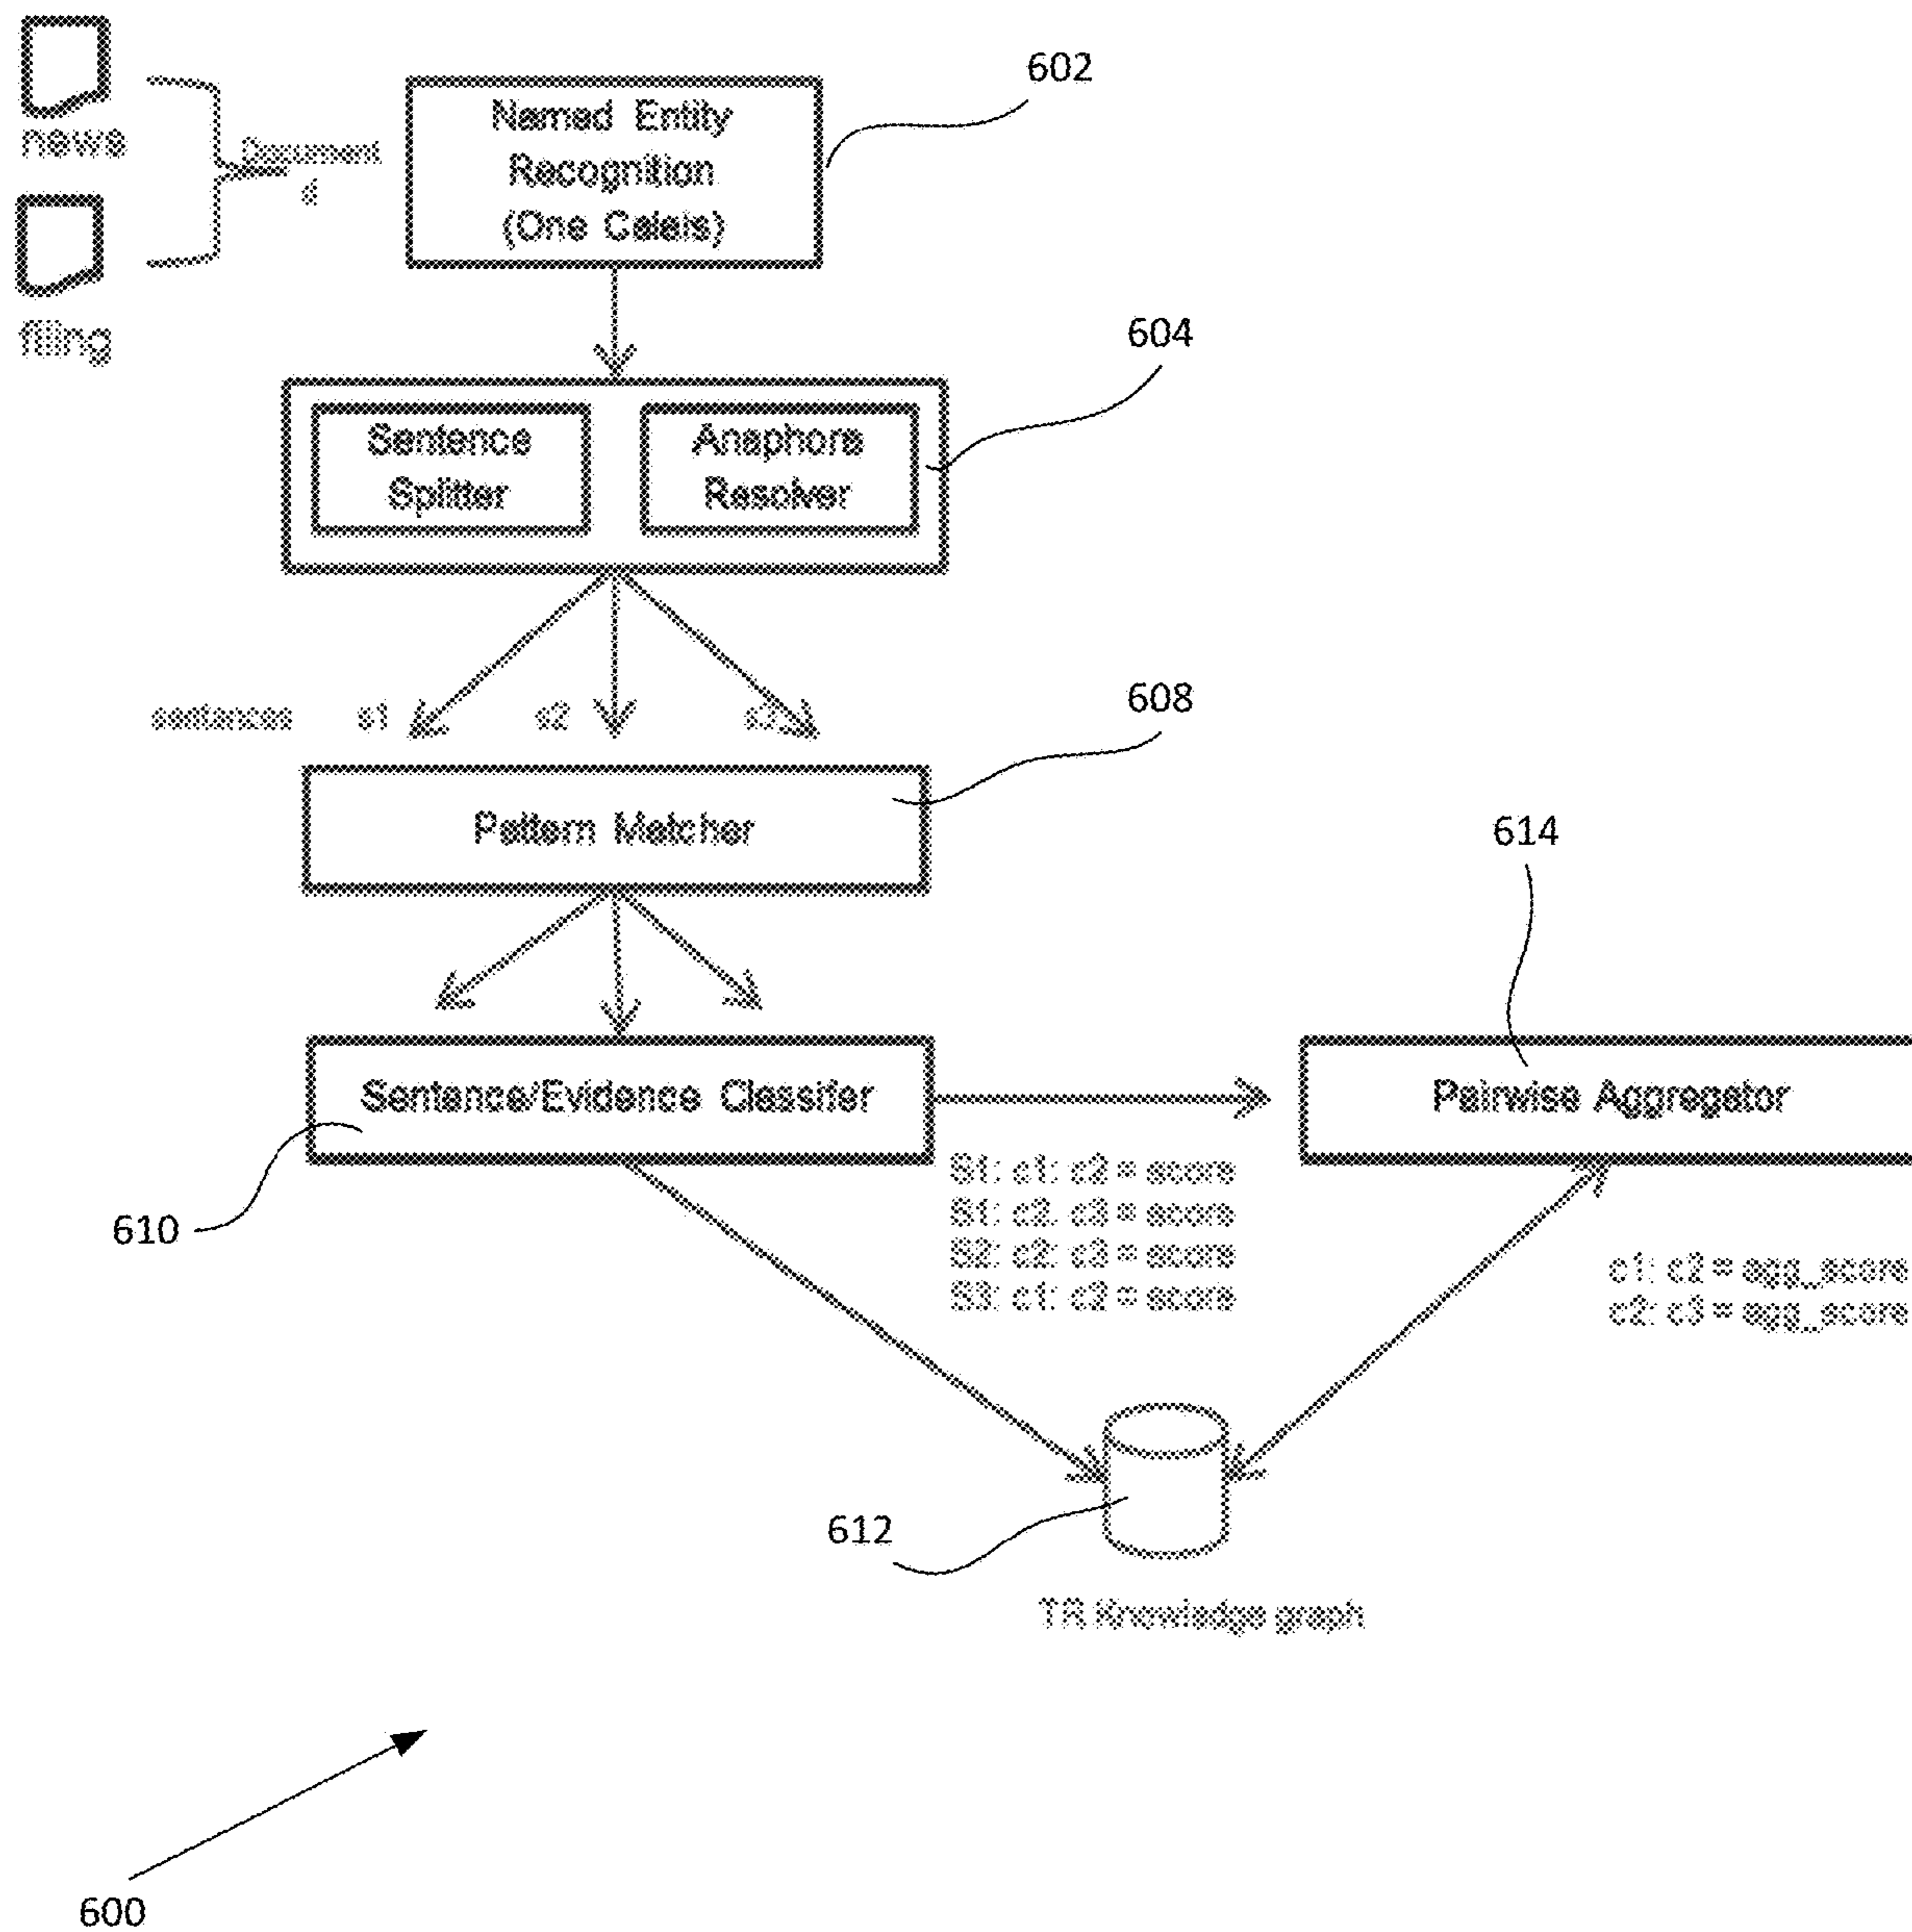 602
news
Document
d
Named Entity
Recognition
(One Calais)
filing
604
Sentence
Splitter
Anaphora
Resolver
sentences s1 s2 s3
608
Pattern Matcher
614
Sentence/Evidence Classifer
Pairwise Aggregator
610
S1: c1: c2 = score
S1: c2: c3 = score
S2: c2: c3 = score
S3: c1: c2 = score
c1: c2 = agg_score
c2: c3 = agg_score
612
TR Knowledge graph
600